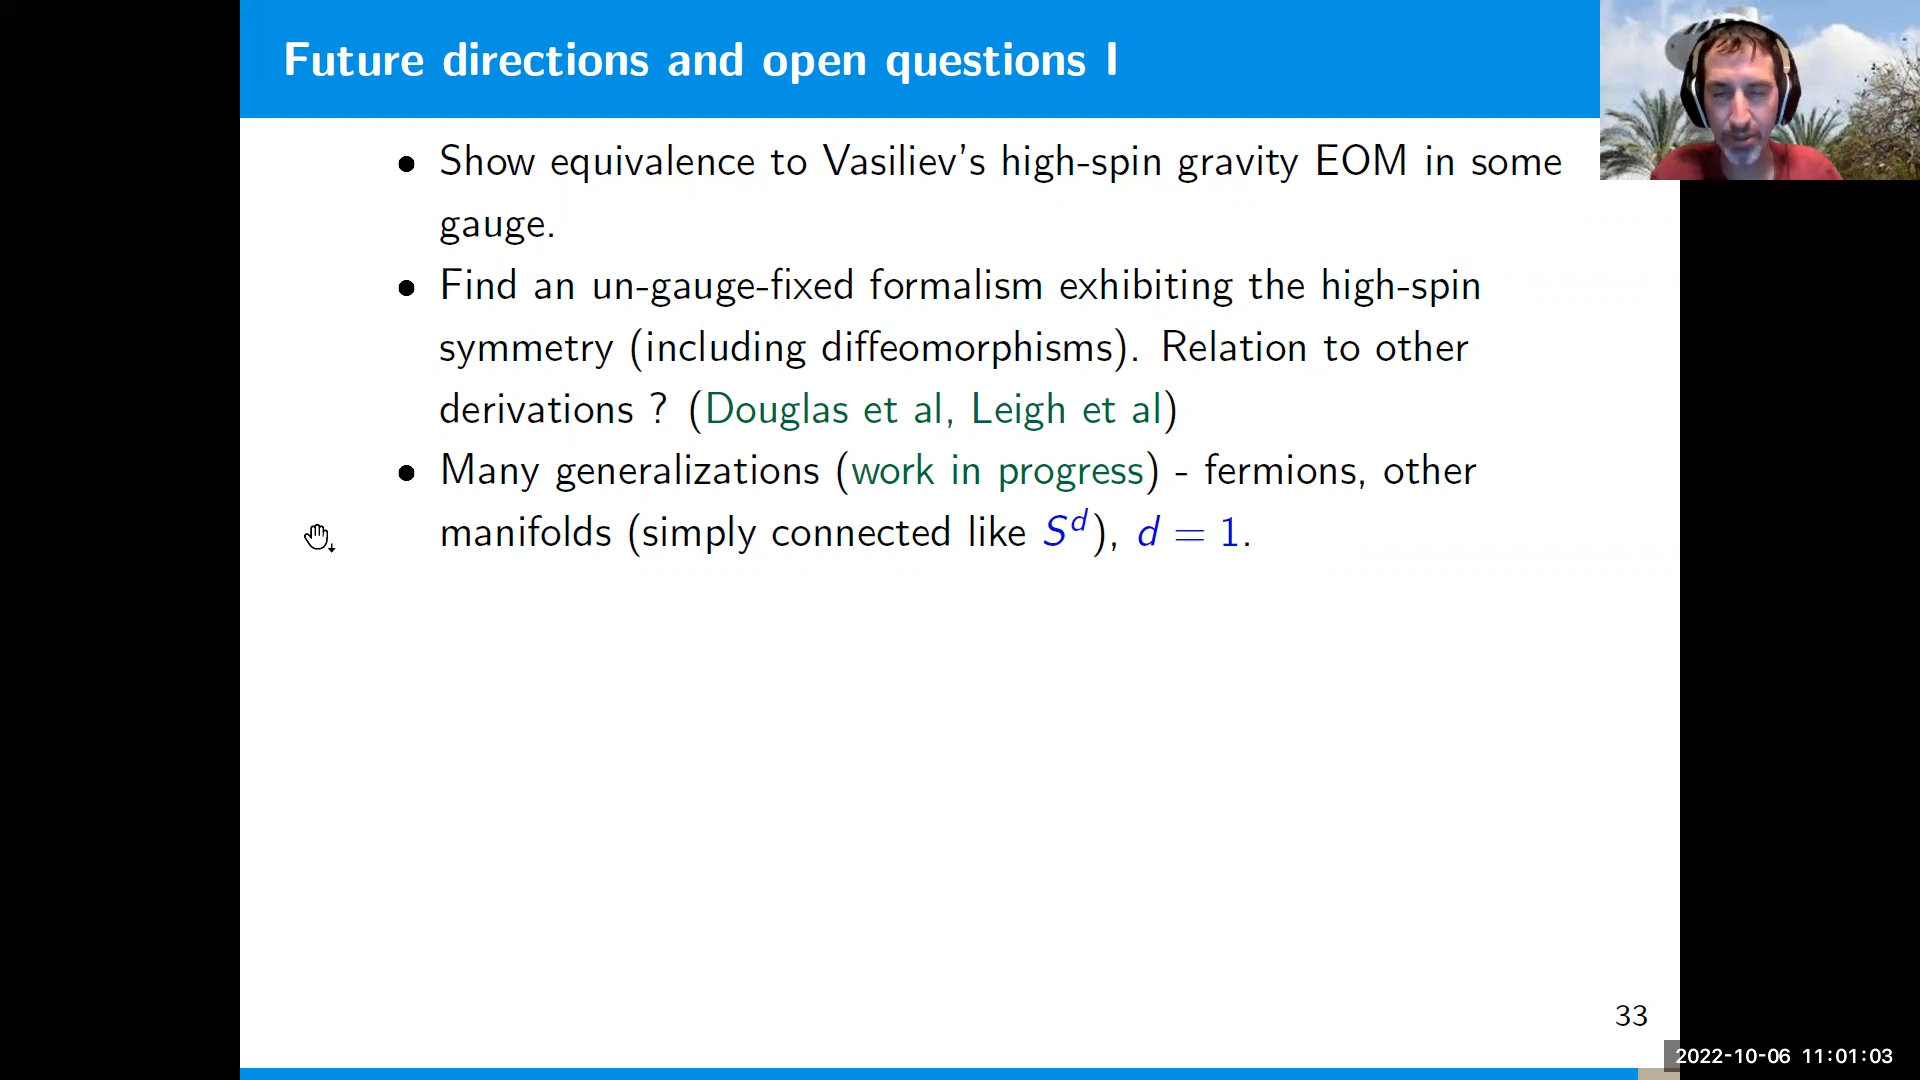 Future directions and open questions I
• Show equivalence to Vasiliev's high-spin gravity EOM in some
gauge.
• Find an un-gauge-fixed formalism exhibiting the high-spin
symmetry (including diffeomorphisms). Relation to other
derivations ? (Douglas et al, Leigh et al)
• Many generalizations (work in progress) - fermions, other
manifolds (simply connected like S^d), d = 1.
33
2022-10-06 11:01:03